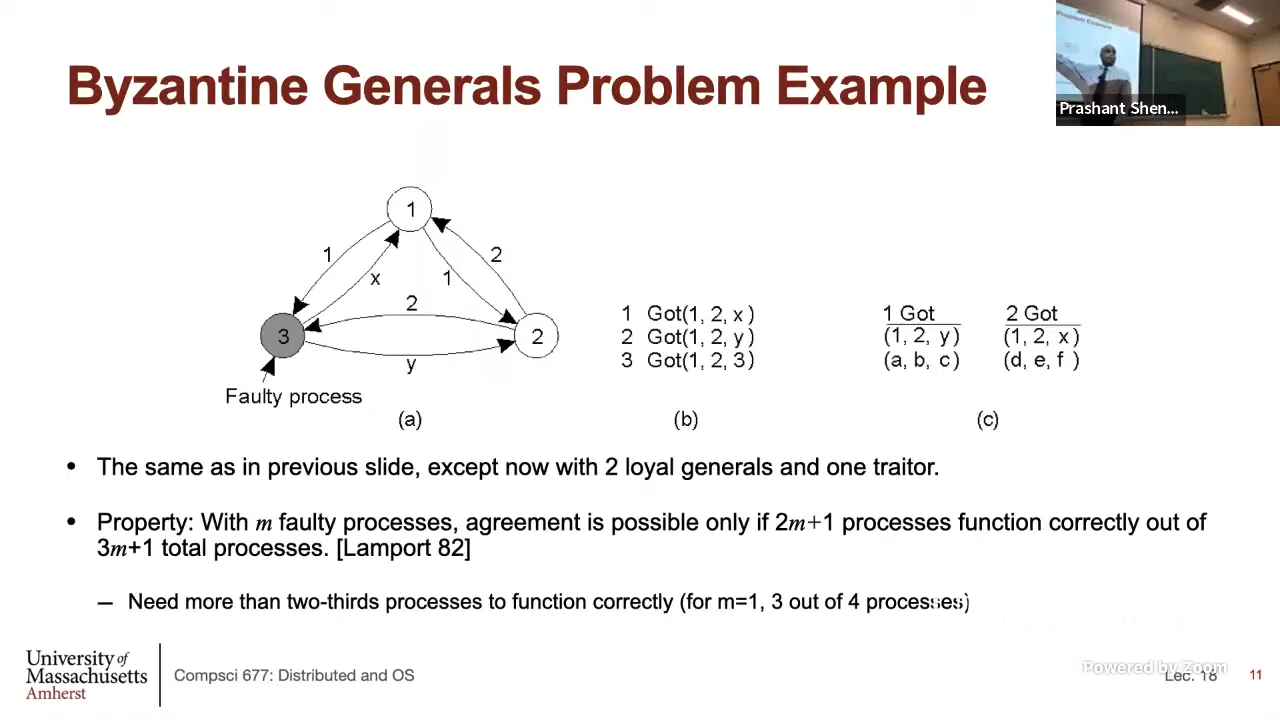 Byzantine Generals Problem Example
Problem Example
Prashant Shen...
1
1
x
1
2
2
3
2
y
Faulty process
(a)
1 Got(1, 2, x)
2 Got(1, 2, y)
3 Got(1, 2, 3)
(b)
1 Got 2 Got
(1, 2, y) (1, 2, x)
(a, b, c) (d, e, f)
(c)
• The same as in previous slide, except now with 2 loyal generals and one traitor.
• Property: With m faulty processes, agreement is possible only if 2m+1 processes function correctly out of
3m+1 total processes. [Lamport 82]
– Need more than two-thirds processes to function correctly (for m=1, 3 out of 4 processes)
University of
Massachusetts
Amherst
Compsci 677: Distributed and OS
Powered by Zoom
Lec. 18
11